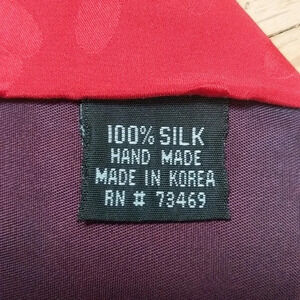 100% SILK
HAND MADE
MADE IN KOREA
RN # 73469